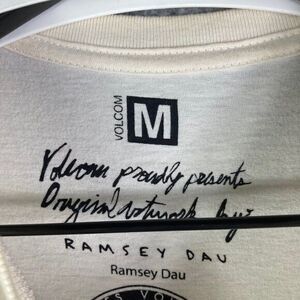 VOLCOM
M
Volcom proudly presents
Original Artwork by:
RAMSEY DAU
Ramsey Dau